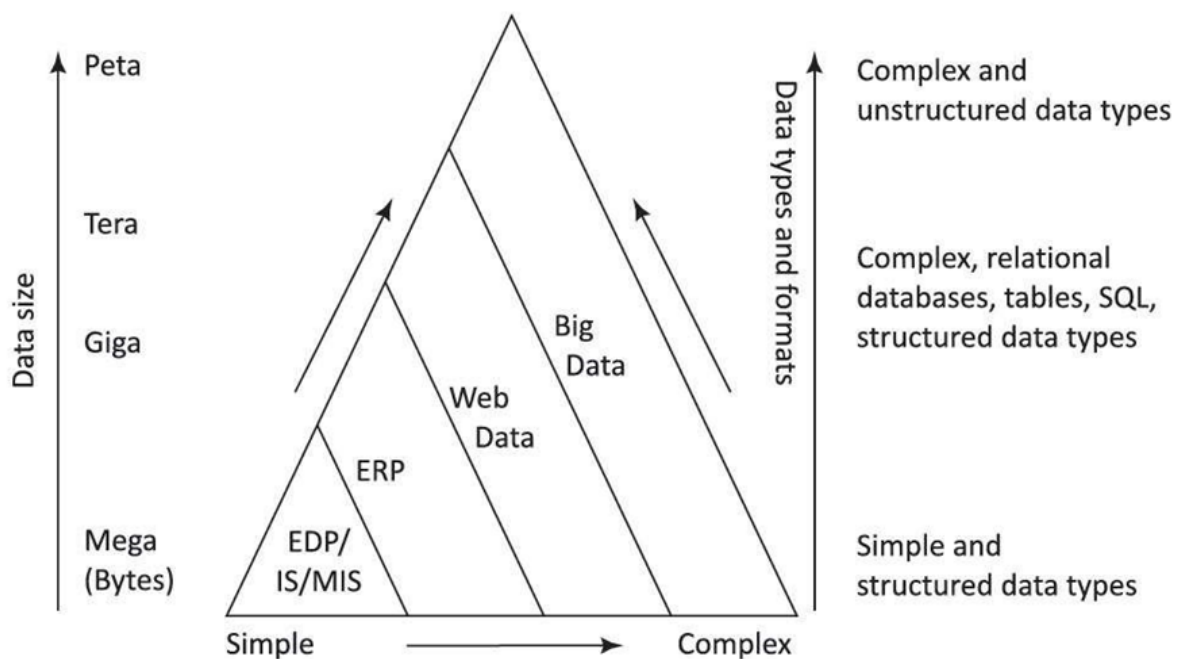 Peta
Tera
Giga
Mega
(Bytes)
Data size
EDP/
IS/MIS
ERP
Web
Data
Big
Data
Simple
Complex
Data types and formats
Complex and
unstructured data types
Complex, relational
databases, tables, SQL,
structured data types
Simple and
structured data types